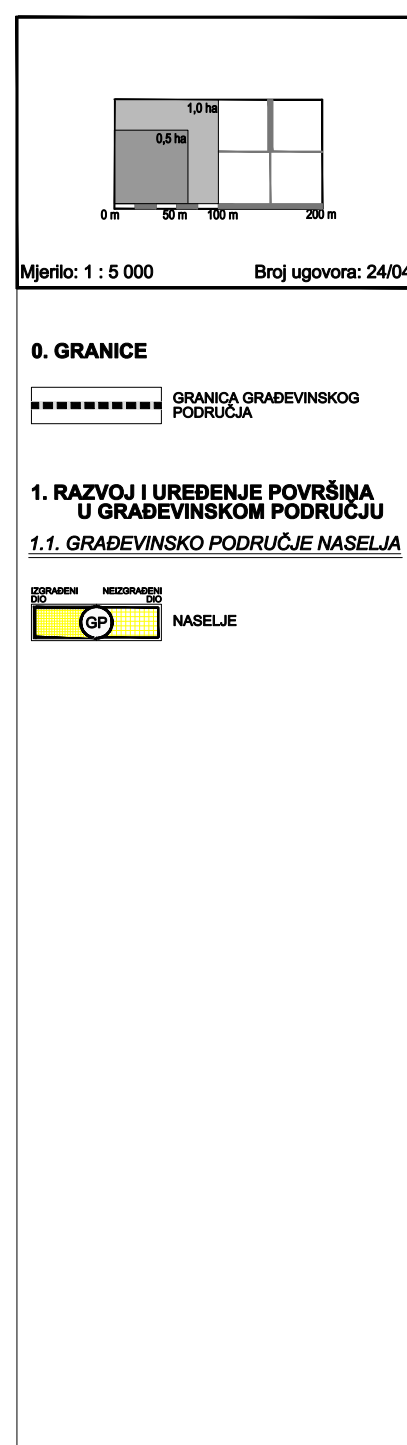 1,0 ha
0,5 ha
0 m 50 m 100 m 200 m
Mjerilo: 1 : 5 000 Broj ugovora: 24/04
0. GRANICE
GRANICA GRAĐEVINSKOG
PODRUČJA
1. RAZVOJ I UREĐENJE POVRŠINA
U GRAĐEVINSKOM PODRUČJU
1.1. GRAĐEVINSKO PODRUČJE NASELJA
IZGRAĐENI NEIZGRAĐENI
DIO DIO
GP NASELJE